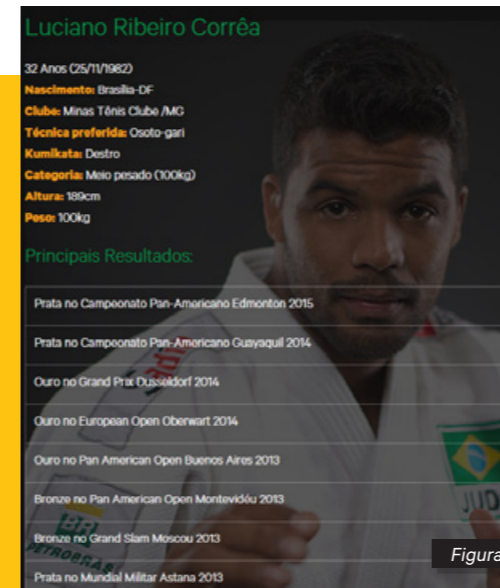 Luciano Ribeiro Corrêa
32 Anos (25/11/1982)
Nascimento: Brasília-DF
Clube: Minas Tênis Clube /MG
Técnica preferida: Osoto-gari
Kumikata: Destro
Categoria: Meio pesado (100kg)
Altura: 189cm
Peso: 100kg
Principais Resultados:
Prata no Campeonato Pan-Americano Edmonton 2015
Prata no Campeonato Pan-Americano Guayaquil 2014
Ouro no Grand Prix Dusseldorf 2014
Ouro no European Open Oberwart 2014
Ouro no Pan American Open Buenos Aires 2013
Bronze no Pan American Open Montevidéu 2013
Bronze no Grand Slam Moscou 2013
Prata no Mundial Militar Astana 2013
BR
PETROBRAS
JUD
Figura